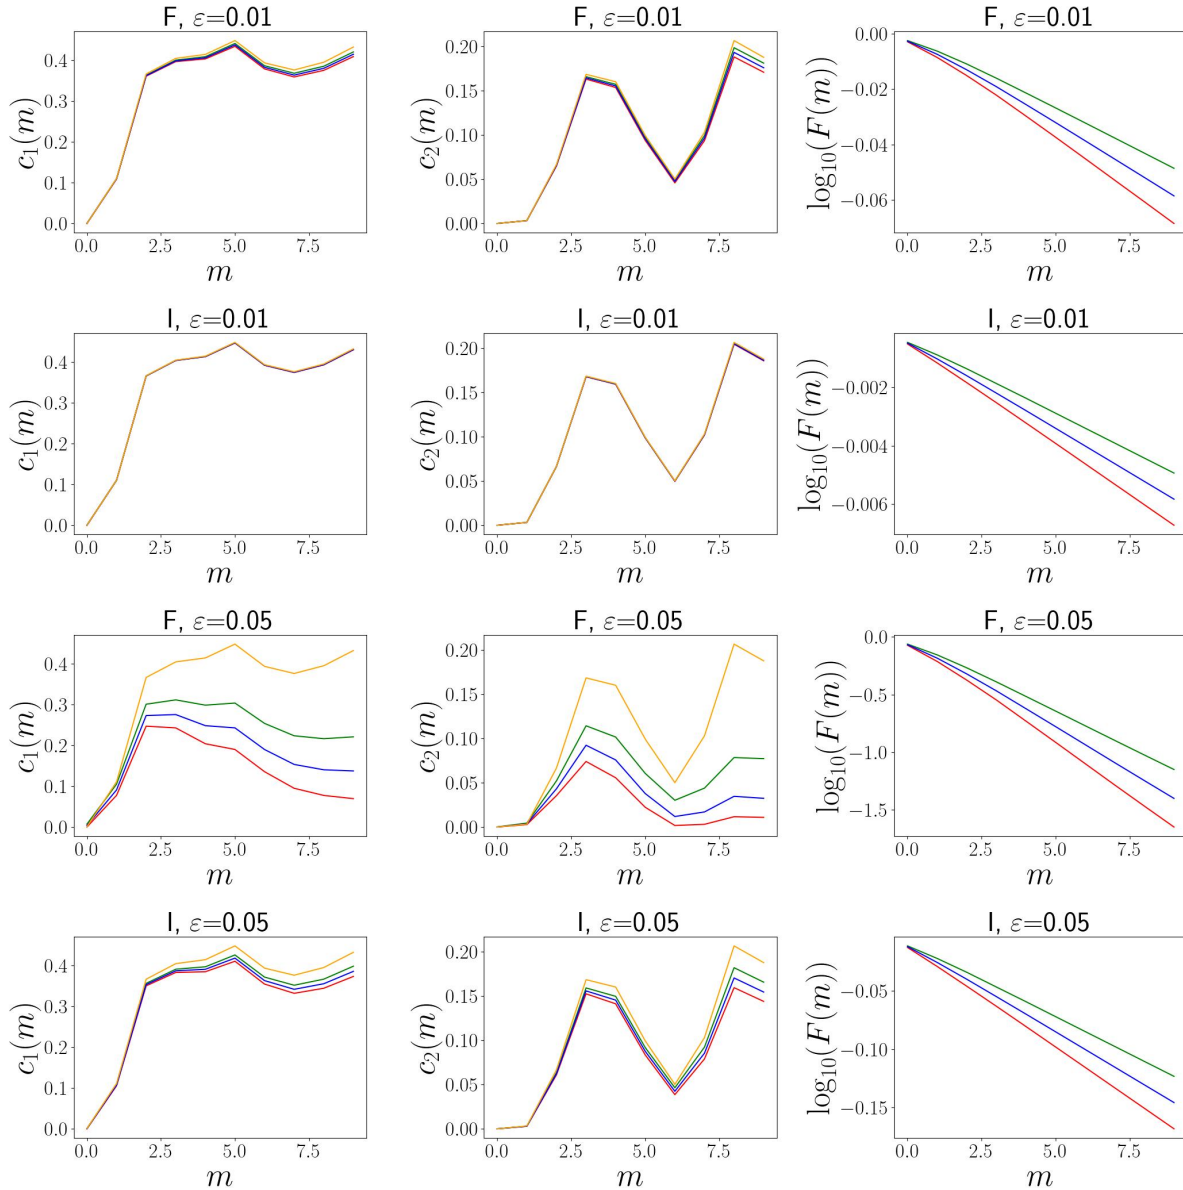 F, ε=0.01
F, ε=0.01
F, ε=0.01
c₁(m)
0.4
0.3
0.2
0.1
0.0
0.0 2.5 5.0 7.5
m
c₂(m)
0.20
0.15
0.10
0.05
0.00
0.0 2.5 5.0 7.5
m
log₁₀(F(m))
0.00
−0.02
−0.04
−0.06
0.0 2.5 5.0 7.5
m
I, ε=0.01
I, ε=0.01
I, ε=0.01
c₁(m)
0.4
0.3
0.2
0.1
0.0
0.0 2.5 5.0 7.5
m
c₂(m)
0.20
0.15
0.10
0.05
0.00
0.0 2.5 5.0 7.5
m
log₁₀(F(m))
−0.002
−0.004
−0.006
0.0 2.5 5.0 7.5
m
F, ε=0.05
F, ε=0.05
F, ε=0.05
c₁(m)
0.4
0.3
0.2
0.1
0.0
0.0 2.5 5.0 7.5
m
c₂(m)
0.20
0.15
0.10
0.05
0.00
0.0 2.5 5.0 7.5
m
log₁₀(F(m))
0.0
−0.5
−1.0
−1.5
0.0 2.5 5.0 7.5
m
I, ε=0.05
I, ε=0.05
I, ε=0.05
c₁(m)
0.4
0.3
0.2
0.1
0.0
0.0 2.5 5.0 7.5
m
c₂(m)
0.20
0.15
0.10
0.05
0.00
0.0 2.5 5.0 7.5
m
log₁₀(F(m))
−0.05
−0.10
−0.15
0.0 2.5 5.0 7.5
m